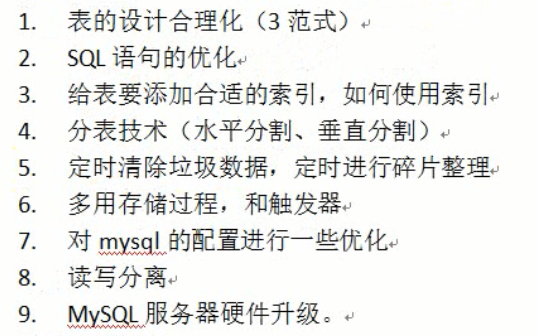 1. 表的设计合理化（3 范式）
2. SQL 语句的优化
3. 给表要添加合适的索引，如何使用索引
4. 分表技术（水平分割、垂直分割）
5. 定时清除垃圾数据，定时进行碎片整理
6. 多用存储过程，和触发器
7. 对 mysql 的配置进行一些优化
8. 读写分离
9. MySQL 服务器硬件升级。